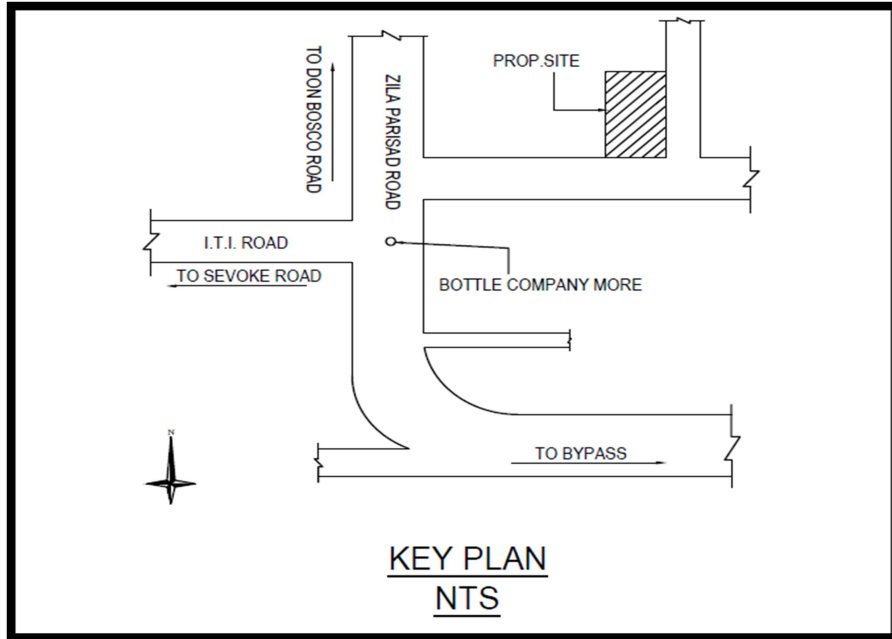 PROP.SITE
TO DON BOSCO ROAD
ZILA PARISAD ROAD
I.T.I. ROAD
TO SEVOKE ROAD
BOTTLE COMPANY MORE
N
TO BYPASS
KEY PLAN
NTS